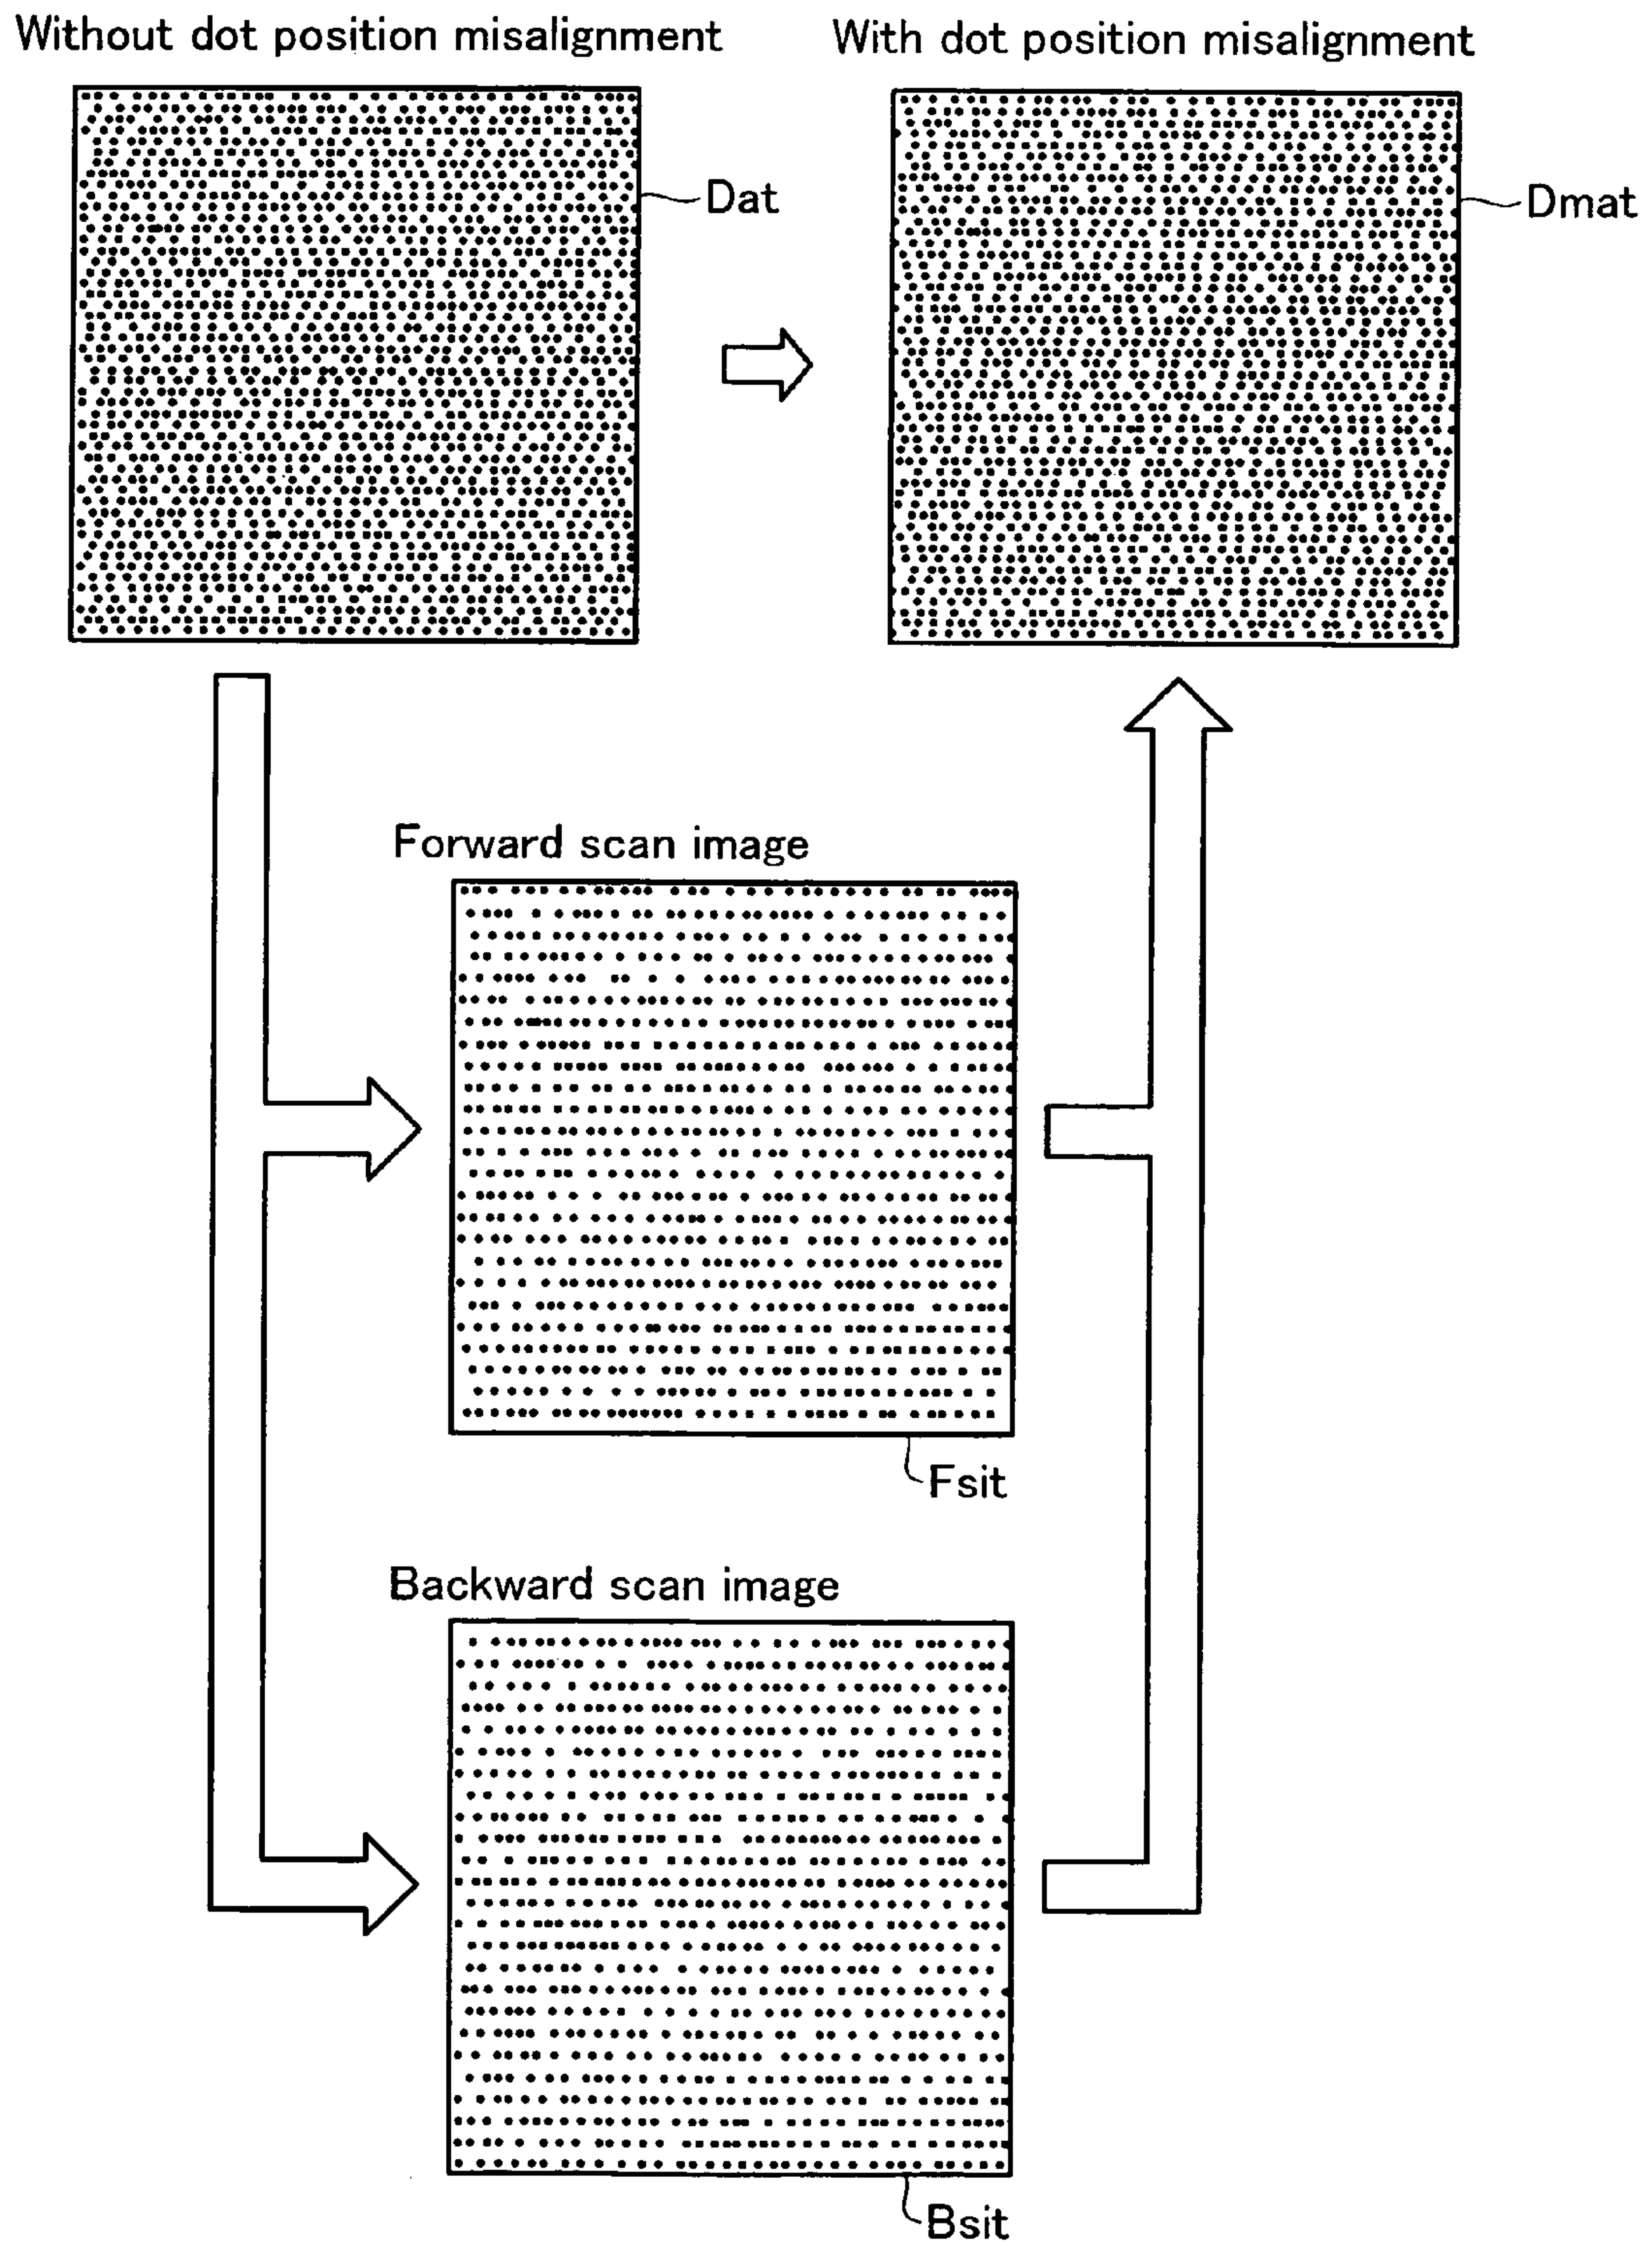 Without dot position misalignment
With dot position misalignment
Dat
Dmat
Forward scan image
Fsit
Backward scan image
Bsit